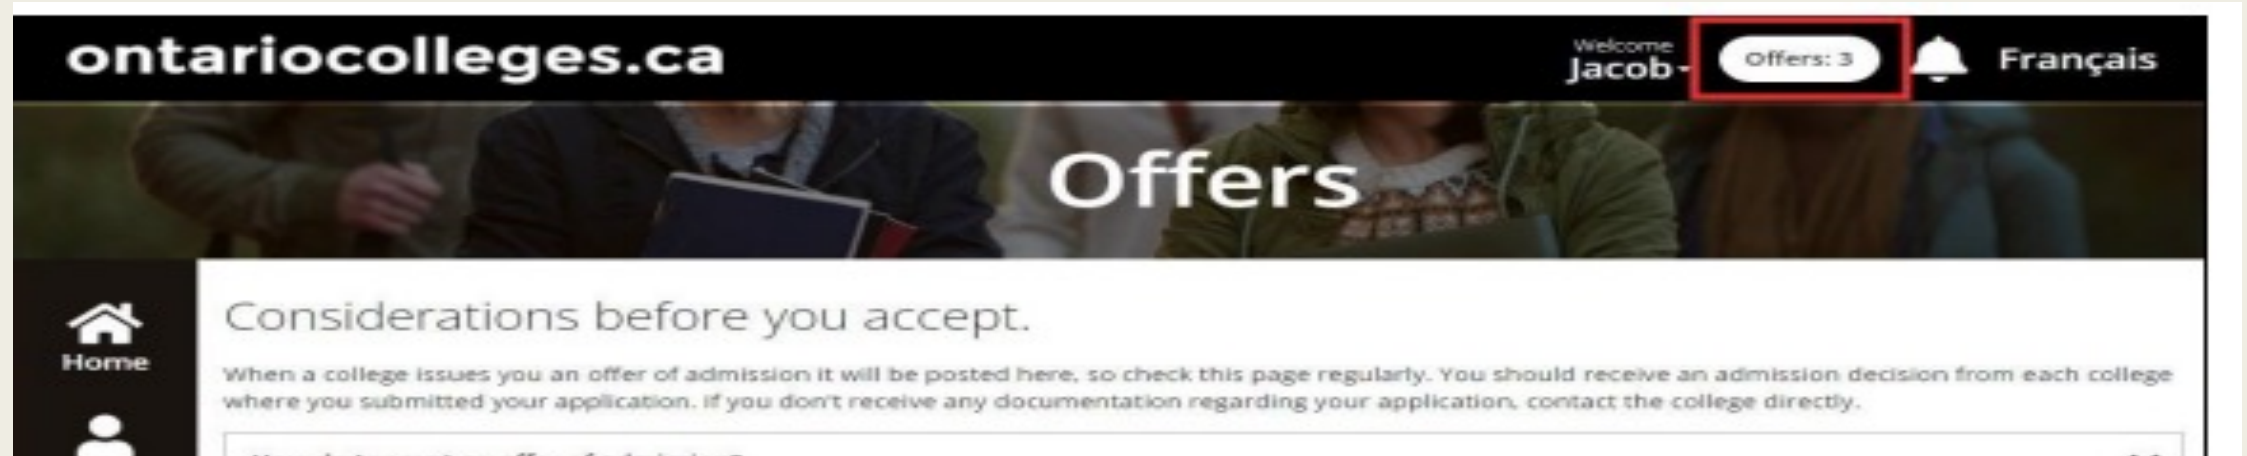 ontariocolleges.ca
Welcome
Jacob
Offers: 3
Français
Offers
Considerations before you accept.
Home
When a college issues you an offer of admission it will be posted here, so check this page regularly. You should receive an admission decision from each college
where you submitted your application. If you don't receive any documentation regarding your application, contact the college directly.